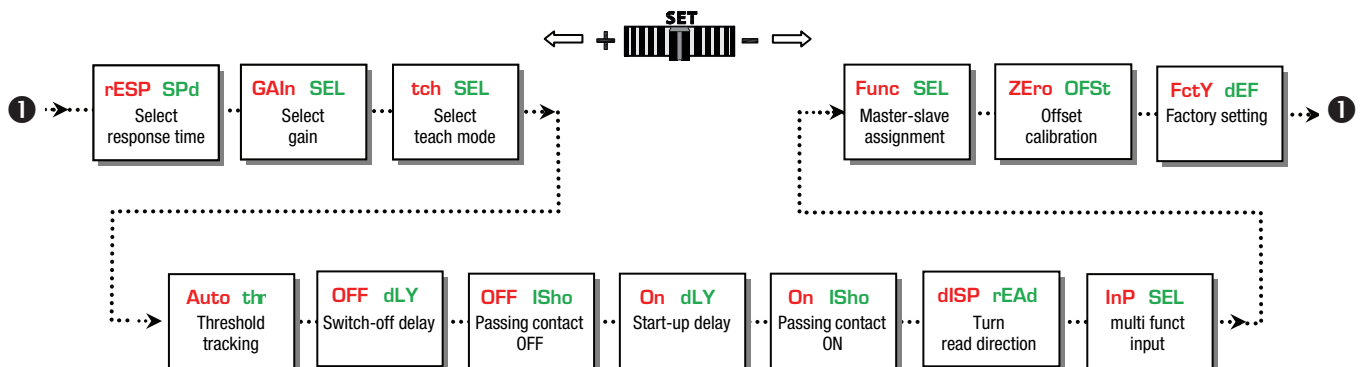 SET
+ -
❶
rESP SPd
Select
response time
GAIn SEL
Select
gain
tch SEL
Select
teach mode
Func SEL
Master-slave
assignment
ZEro OFSt
Offset
calibration
FctY dEF
Factory setting
❶
Auto thr
Threshold
tracking
OFF dLY
Switch-off delay
OFF ISho
Passing contact
OFF
On dLY
Start-up delay
On ISho
Passing contact
ON
dISP rEAd
Turn
read direction
InP SEL
multi funct
input